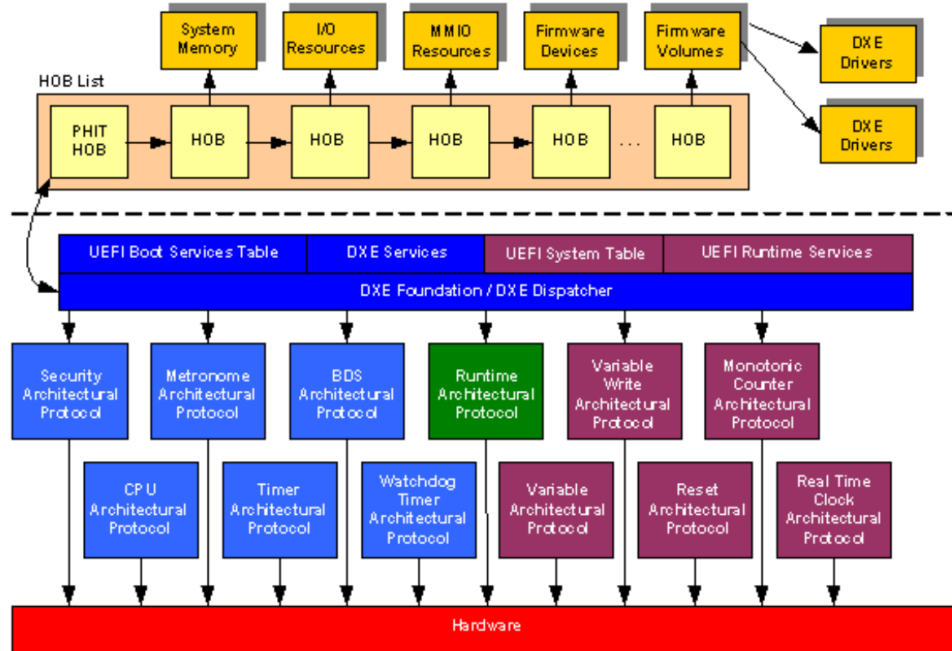 System
Memory
I/O
Resources
MMIO
Resources
Firmware
Devices
Firmware
Volumes
DXE
Drivers
DXE
Drivers
HOB List
PHIT
HOB
HOB
HOB
HOB
HOB
...
HOB
UEFI Boot Services Table
DXE Services
UEFI System Table
UEFI Runtime Services
DXE Foundation / DXE Dispatcher
Security
Architectural
Protocol
Metronome
Architectural
Protocol
BDS
Architectural
Protocol
Runtime
Architectural
Protocol
Variable
Write
Architectural
Protocol
Monotonic
Counter
Architectural
Protocol
CPU
Architectural
Protocol
Timer
Architectural
Protocol
Watchdog
Timer
Architectural
Protocol
Variable
Architectural
Protocol
Reset
Architectural
Protocol
Real Time
Clock
Architectural
Protocol
Hardware